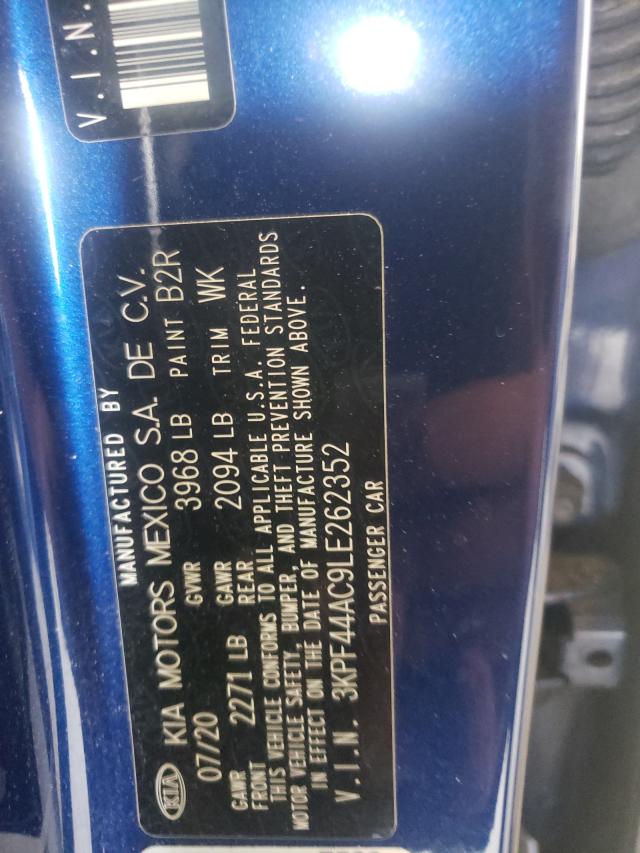 V.I.N.
MANUFACTURED BY
KIA KIA MOTORS MEXICO S.A. DE C.V.
07/20 GVWR 3968 LB PAINT B2R
GAWR FRONT 2271 LB GAWR REAR 2094 LB TRIM WK
THIS VEHICLE CONFORMS TO ALL APPLICABLE U.S.A. FEDERAL
MOTOR VEHICLE SAFETY, BUMPER, AND THEFT PREVENTION STANDARDS
IN EFFECT ON THE DATE OF MANUFACTURE SHOWN ABOVE.
V.I.N. 3KPF44AC9LE262352
PASSENGER CAR